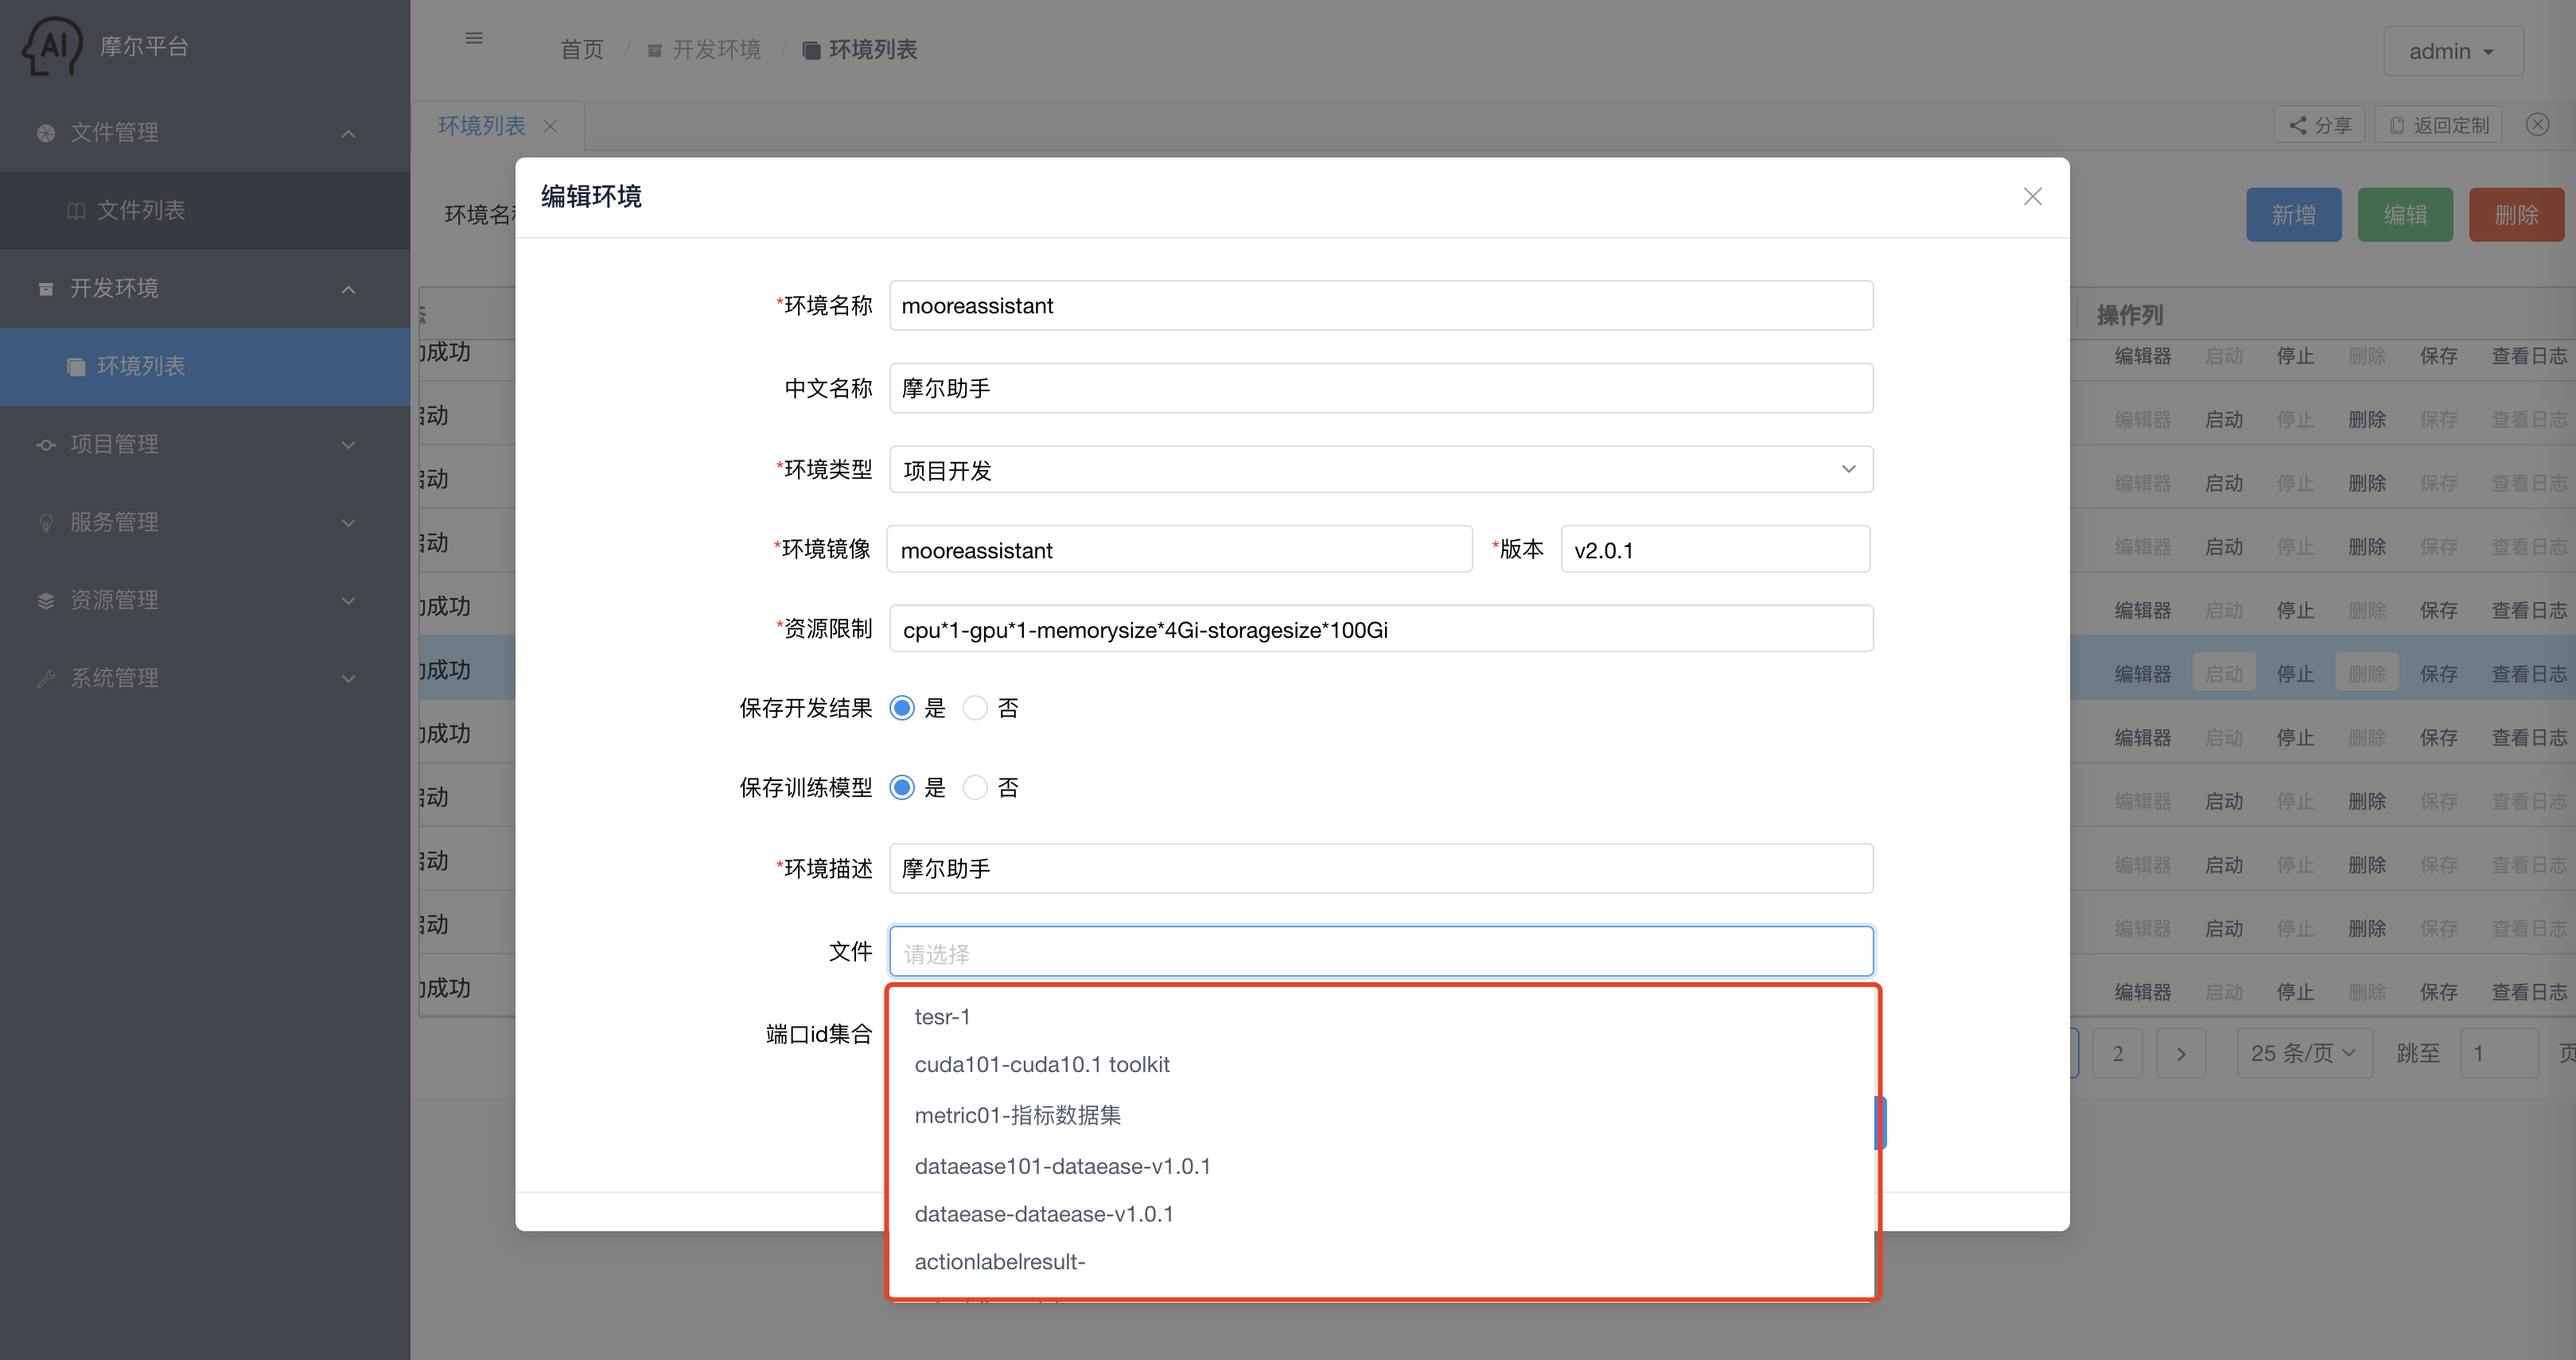 AI 摩尔平台
首页 / 开发环境 / 环境列表
admin
文件管理
文件列表
开发环境
环境列表
项目管理
服务管理
资源管理
系统管理
环境列表
分享 返回定制
环境名
新增 编辑 删除
操作列
成功 编辑器 启动 停止 删除 保存 查看日志
启动 编辑器 启动 停止 删除 保存 查看日志
启动 编辑器 启动 停止 删除 保存 查看日志
启动 编辑器 启动 停止 删除 保存 查看日志
成功 编辑器 启动 停止 删除 保存 查看日志
成功 编辑器 启动 停止 删除 保存 查看日志
成功 编辑器 启动 停止 删除 保存 查看日志
启动 编辑器 启动 停止 删除 保存 查看日志
启动 编辑器 启动 停止 删除 保存 查看日志
启动 编辑器 启动 停止 删除 保存 查看日志
成功 编辑器 启动 停止 删除 保存 查看日志
2 25 条/页 跳至 1 页
编辑环境
*环境名称 mooreassistant
中文名称 摩尔助手
*环境类型 项目开发
*环境镜像 mooreassistant *版本 v2.0.1
*资源限制 cpu*1-gpu*1-memorysize*4Gi-storagesize*100Gi
保存开发结果 是 否
保存训练模型 是 否
*环境描述 摩尔助手
文件 请选择
端口id集合
tesr-1
cuda101-cuda10.1 toolkit
metric01-指标数据集
dataease101-dataease-v1.0.1
dataease-dataease-v1.0.1
actionlabelresult-